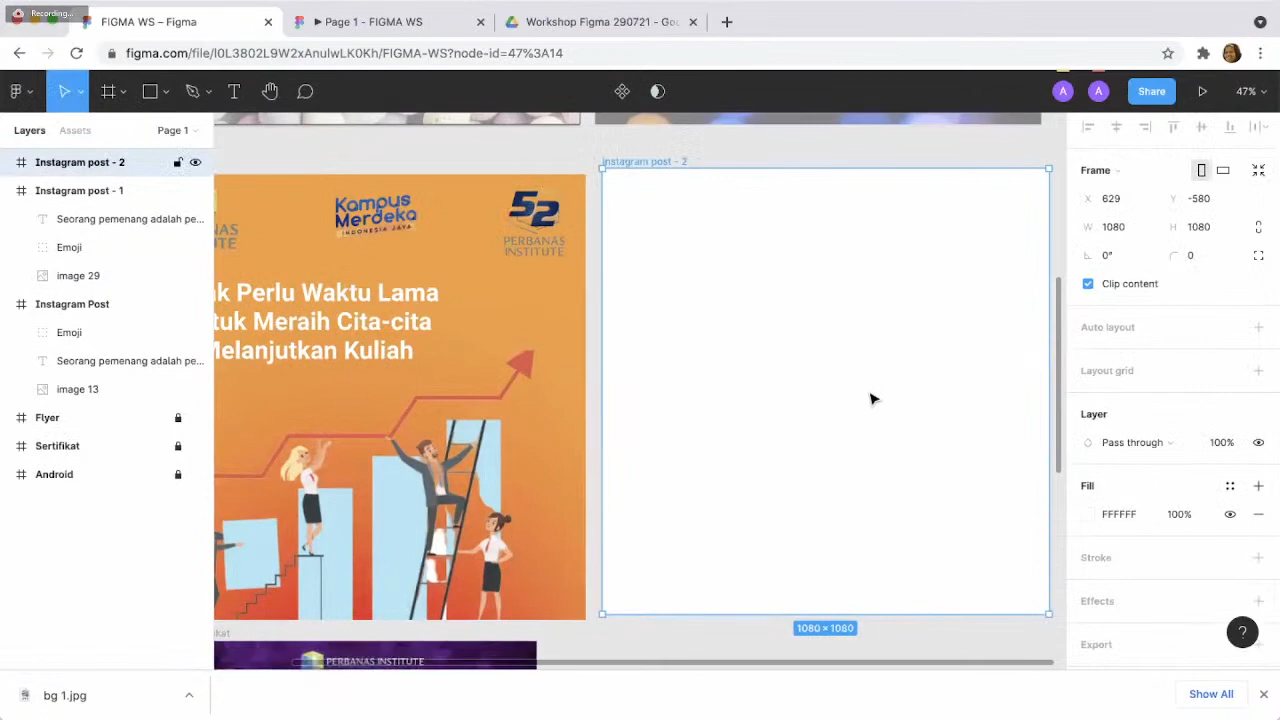 Recording...
FIGMA WS – Figma
Page 1 - FIGMA WS
Workshop Figma 290721 - Goo
figma.com/file/l0L3802L9W2xAnulwLK0Kh/FIGMA-WS?node-id=47%3A14
A
A
Share
47%
Layers
Assets
Page 1
Instagram post - 2
Instagram post - 1
Seorang pemenang adalah pe...
Emoji
image 29
Instagram Post
Emoji
Seorang pemenang adalah pe...
image 13
Flyer
Sertifikat
Android
Instagram post - 2
Kampus
Merdeka
INDONESIA JAYA
52
PERBANAS
INSTITUTE
NAS
UTE
k Perlu Waktu Lama
tuk Meraih Cita-cita
Melanjutkan Kuliah
1080 × 1080
ikat
PERBANAS INSTITUTE
Frame
X 629
Y -580
W 1080
H 1080
0°
0
Clip content
Auto layout
Layout grid
Layer
Pass through
100%
Fill
FFFFFF
100%
Stroke
Effects
Export
?
bg 1.jpg
Show All